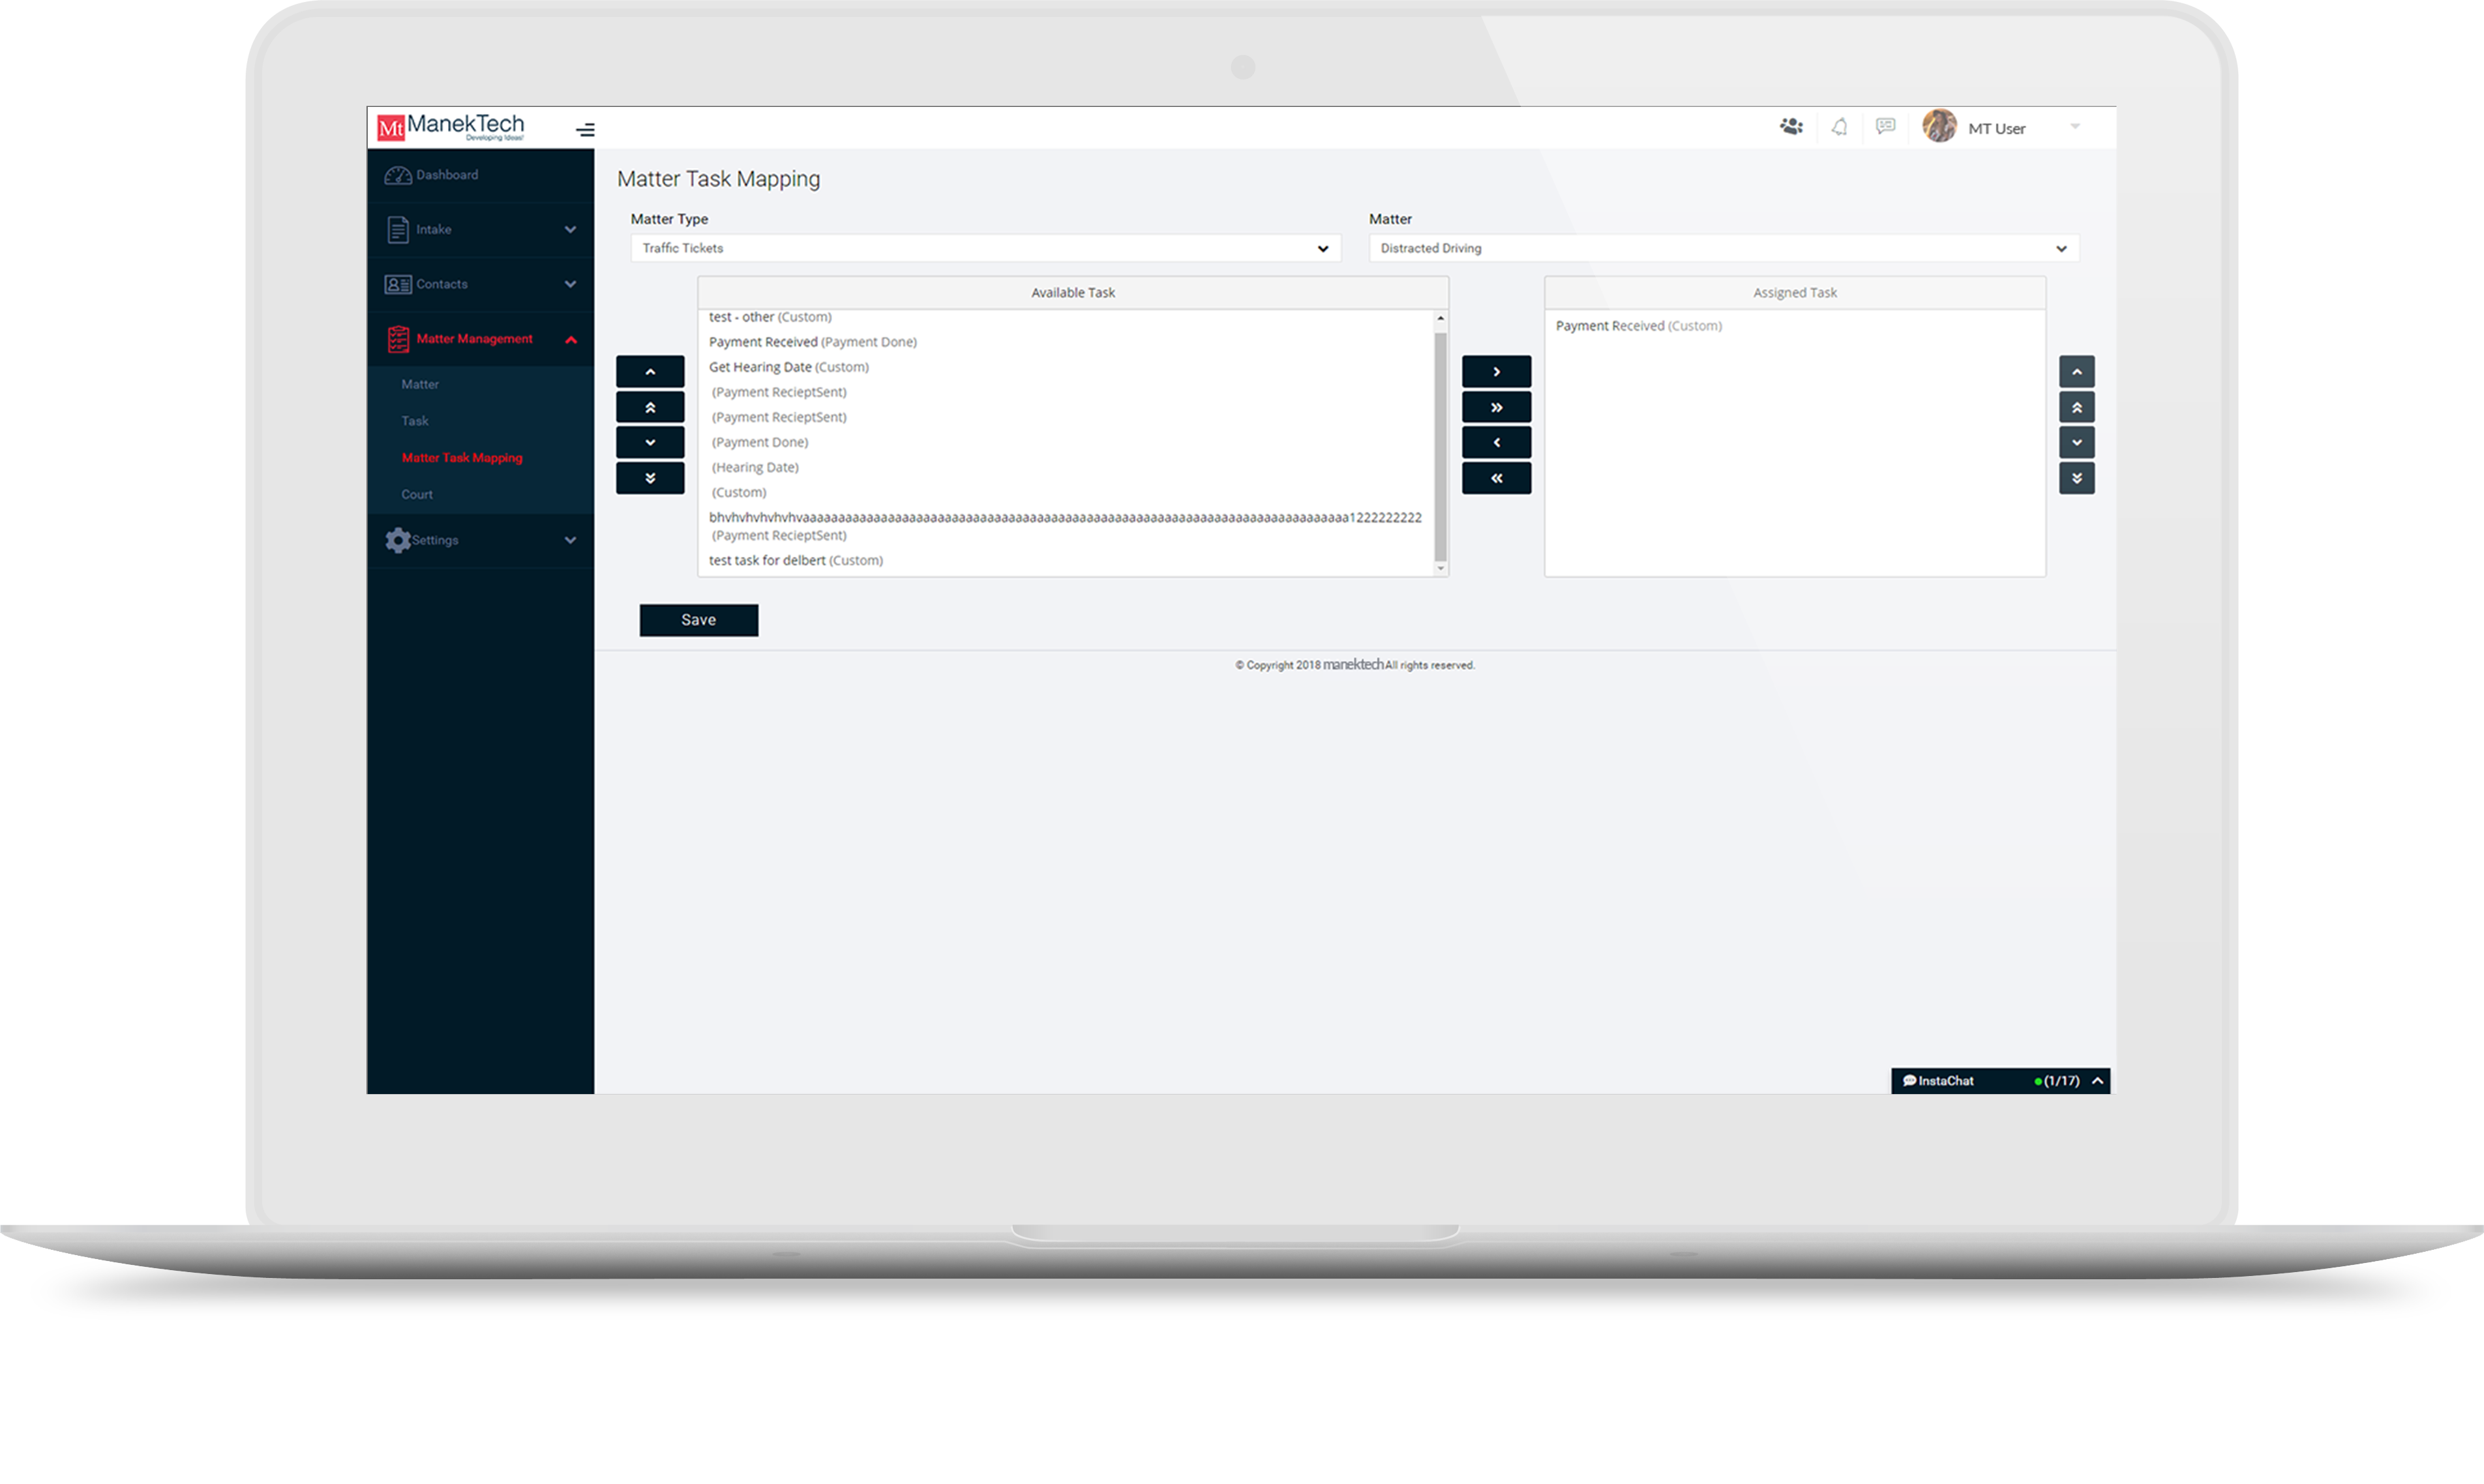 Mt ManekTech
Developing Ideas!
MT User
Dashboard
Intake
Contacts
Matter Management
Matter
Task
Matter Task Mapping
Court
Settings
Matter Task Mapping
Matter Type
Matter
Traffic Tickets
Distracted Driving
Available Task
test - other (Custom)
Payment Received (Payment Done)
Get Hearing Date (Custom)
(Payment RecieptSent)
(Payment RecieptSent)
(Payment Done)
(Hearing Date)
(Custom)
(Payment RecieptSent)
test task for delbert (Custom)
Assigned Task
Payment Received (Custom)
Save
© Copyright 2018 manektech All rights reserved.
InstaChat (1/17)